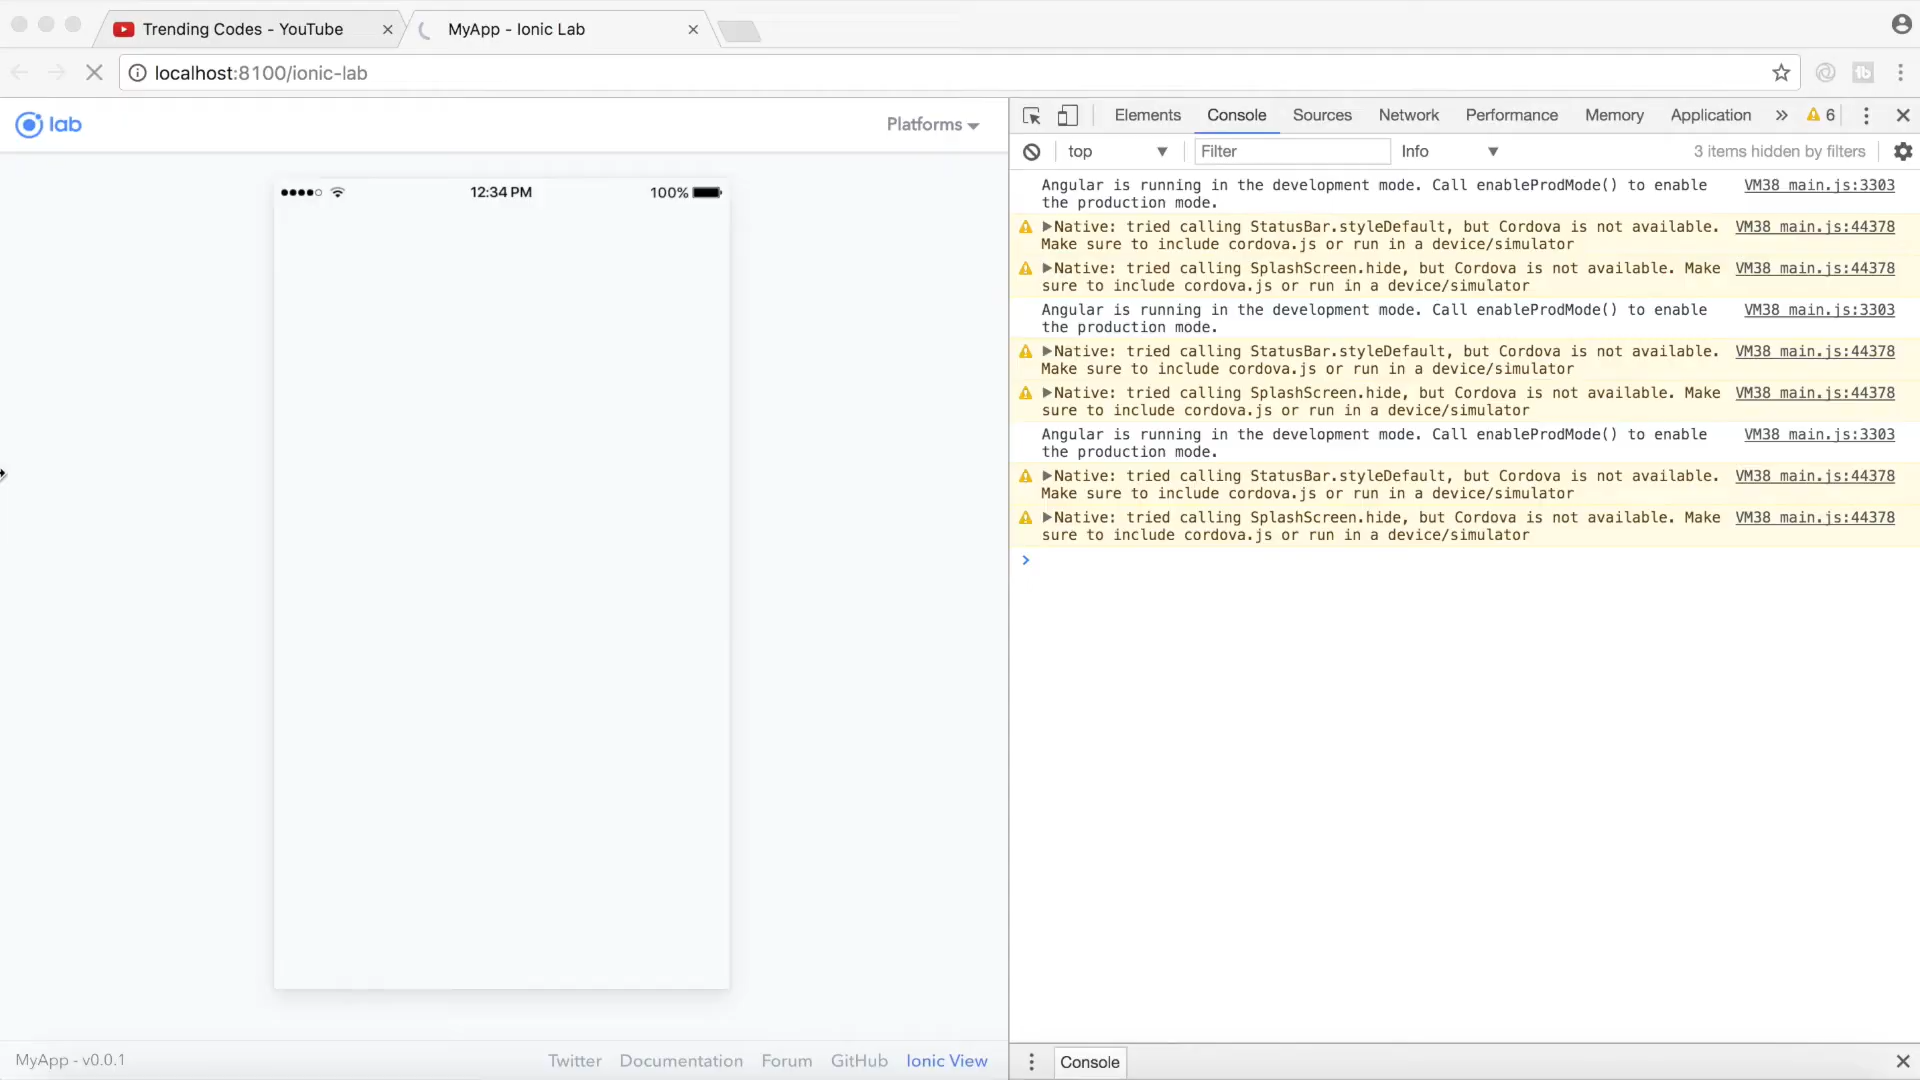 Trending Codes - YouTube
MyApp - Ionic Lab
localhost:8100/ionic-lab
lab
Platforms
12:34 PM
100%
MyApp - v0.0.1
Twitter
Documentation
Forum
GitHub
Ionic View
Elements
Console
Sources
Network
Performance
Memory
Application
6
top
Filter
Info
3 items hidden by filters
Angular is running in the development mode. Call enableProdMode() to enable VM38 main.js:3303
the production mode.
Native: tried calling StatusBar.styleDefault, but Cordova is not available. VM38 main.js:44378
Make sure to include cordova.js or run in a device/simulator
Native: tried calling SplashScreen.hide, but Cordova is not available. Make VM38 main.js:44378
sure to include cordova.js or run in a device/simulator
Angular is running in the development mode. Call enableProdMode() to enable VM38 main.js:3303
the production mode.
Native: tried calling StatusBar.styleDefault, but Cordova is not available. VM38 main.js:44378
Make sure to include cordova.js or run in a device/simulator
Native: tried calling SplashScreen.hide, but Cordova is not available. Make VM38 main.js:44378
sure to include cordova.js or run in a device/simulator
Angular is running in the development mode. Call enableProdMode() to enable VM38 main.js:3303
the production mode.
Native: tried calling StatusBar.styleDefault, but Cordova is not available. VM38 main.js:44378
Make sure to include cordova.js or run in a device/simulator
Native: tried calling SplashScreen.hide, but Cordova is not available. Make VM38 main.js:44378
sure to include cordova.js or run in a device/simulator
Console